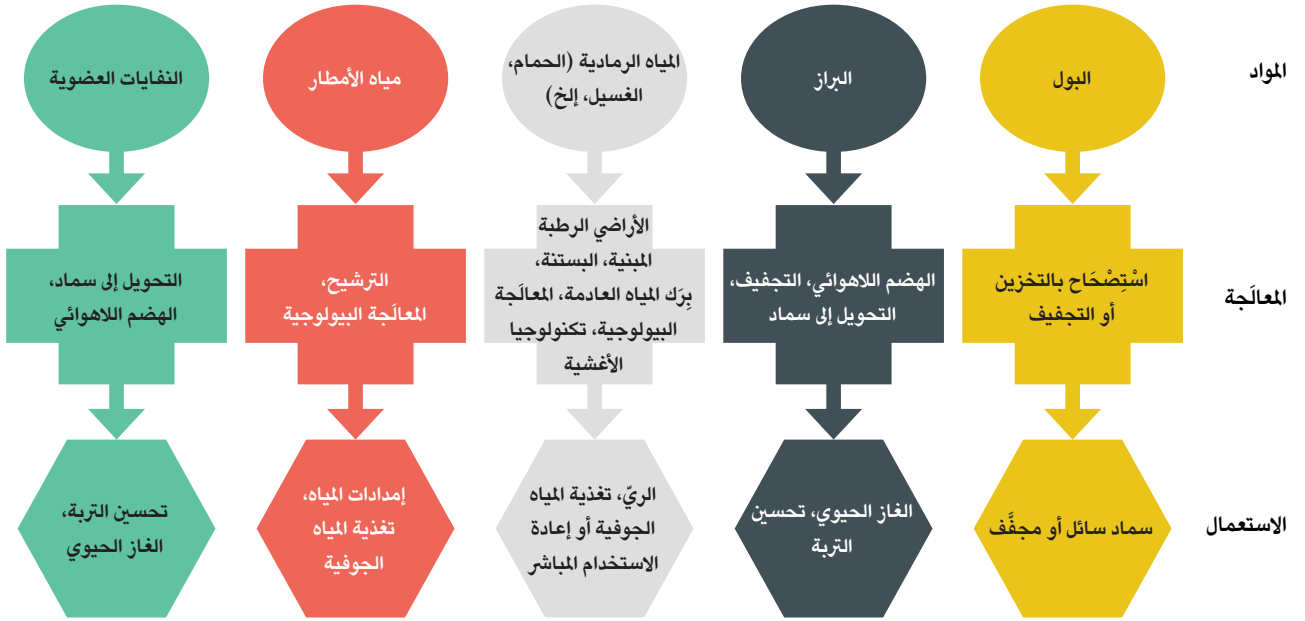 المواد
البول
البراز
المياه الرمادية (الحمام،
الغسيل، إلخ)
مياه الأمطار
النفايات العضوية
المعالَجة
اسْتِصْحَاح بالتخزين
أو التجفيف
الهضم اللاهوائي، التجفيف،
التحويل إلى سماد
الأراضي الرطبة
المبنية، البستنة،
بِرَك المياه العادمة، المعالَجة
البيولوجية، تكنولوجيا
الأغشية
الترشيح،
المعالَجة البيولوجية
التحويل إلى سماد،
الهضم اللاهوائي
الاستعمال
سماد سائل أو مجفَّف
الغاز الحيوي، تحسين
التربة
الريّ، تغذية المياه
الجوفية أو إعادة
الاستخدام المباشر
إمدادات المياه،
تغذية المياه
الجوفية
تحسين التربة،
الغاز الحيوي